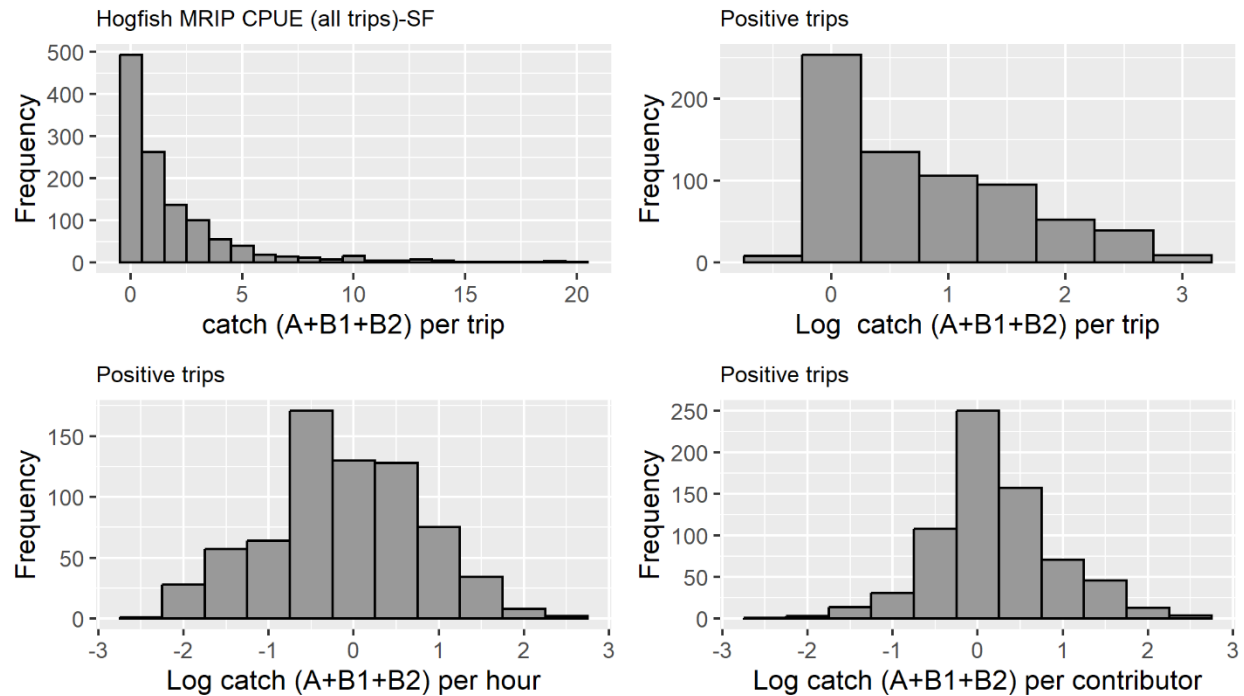 Hogfish MRIP CPUE (all trips)-SF
Frequency
500
400
300
200
100
0
0 5 10 15 20
catch (A+B1+B2) per trip
Positive trips
Frequency
200
100
0
0 1 2 3
Log catch (A+B1+B2) per trip
Positive trips
Frequency
150
100
50
0
-3 -2 -1 0 1 2 3
Log catch (A+B1+B2) per hour
Positive trips
Frequency
250
200
150
100
50
0
-3 -2 -1 0 1 2 3
Log catch (A+B1+B2) per contributor